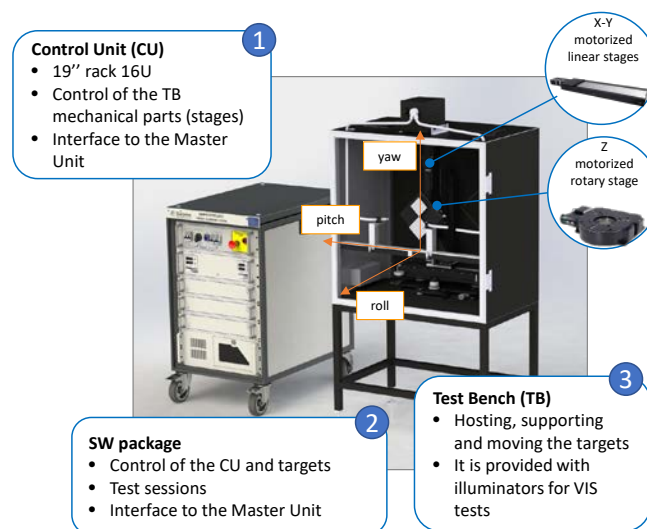 Control Unit (CU)
1
• 19’’ rack 16U
• Control of the TB
mechanical parts (stages)
• Interface to the Master
Unit
X-Y
motorized
linear stages
Z
motorized
rotary stage
yaw
pitch
roll
SW package
2
• Control of the CU and targets
• Test sessions
• Interface to the Master Unit
Test Bench (TB)
3
• Hosting, supporting
and moving the targets
• It is provided with
illuminators for VIS
tests